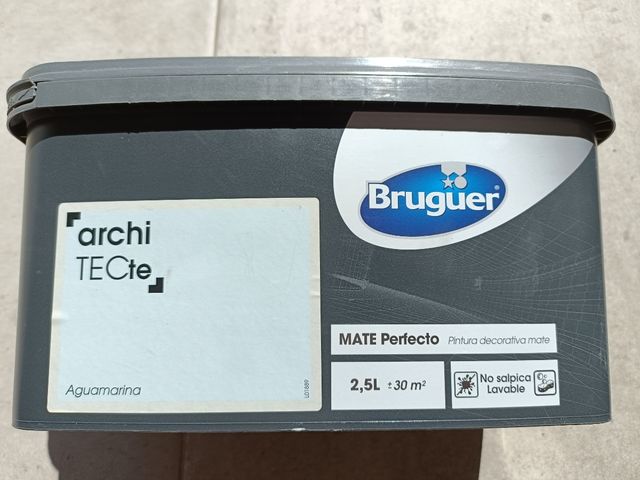 Bruguer
archi
TECte
Aguamarina
MATE Perfecto Pintura decorativa mate
2,5L ± 30 m²
No salpica
Lavable